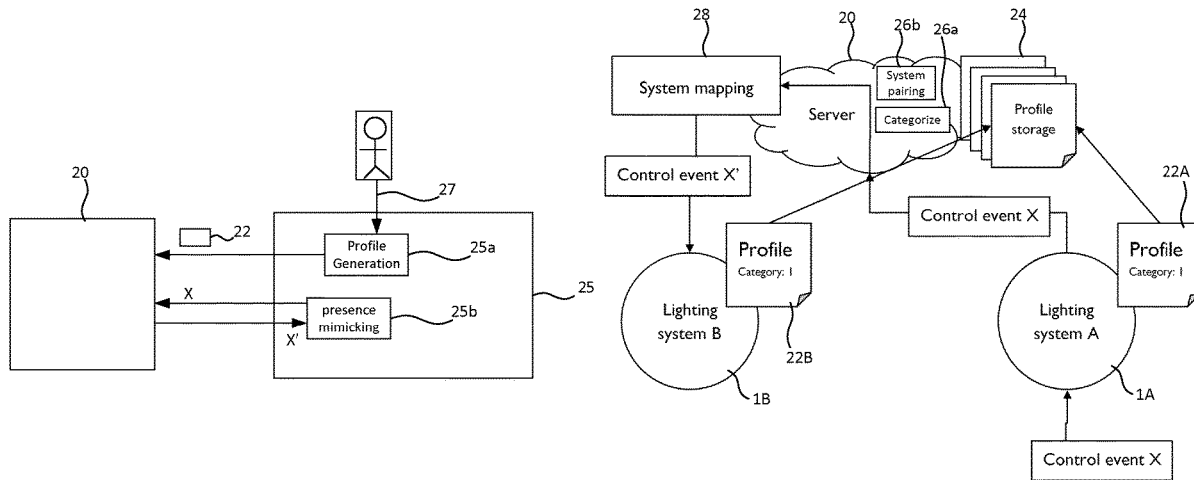 20
22
27
Profile
Generation
25a
X
presence
mimicking
25b
X'
25
28
System mapping
20
26b
26a
24
System
pairing
Server
Categorize
Profile
storage
Control event X'
22A
Control event X
Profile
Category: 1
Profile
Category: 1
Lighting
system B
Lighting
system A
22B
1B
1A
Control event X